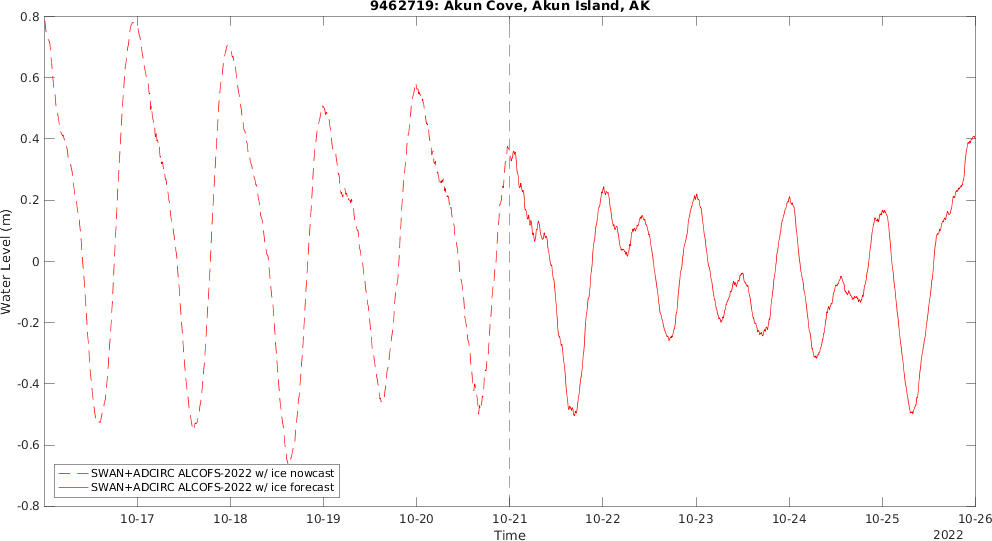 9462719: Akun Cove, Akun Island, AK
0.8
0.6
0.4
0.2
0
-0.2
-0.4
-0.6
-0.8
Water Level (m)
SWAN+ADCIRC ALCOFS-2022 w/ ice nowcast
SWAN+ADCIRC ALCOFS-2022 w/ ice forecast
10-17 10-18 10-19 10-20 10-21 10-22 10-23 10-24 10-25 10-26
Time
2022